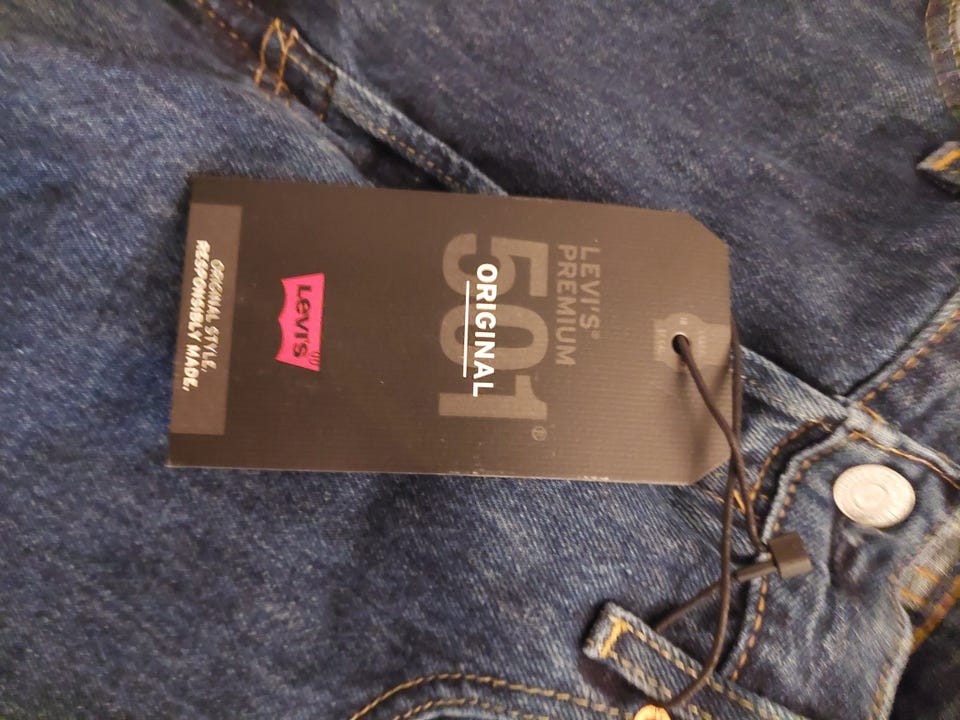 LEVI'S®
PREMIUM
501®
ORIGINAL
LEVI'S
ORIGINAL STYLE,
RESPONSIBLY MADE,